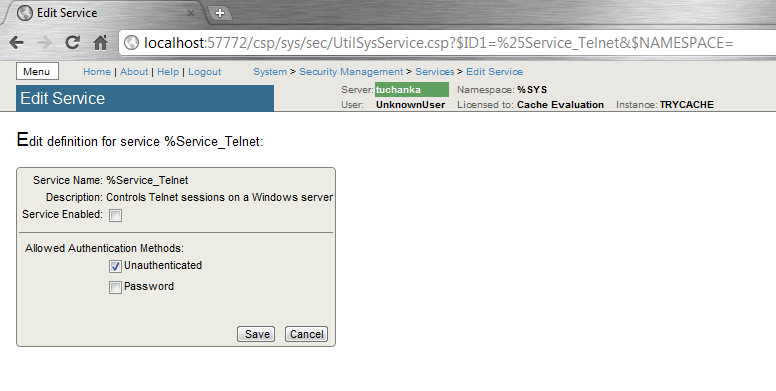 Edit Service
localhost:57772/csp/sys/sec/UtilSysService.csp?$ID1=%25Service_Telnet&$NAMESPACE=
Menu Home | About | Help | Logout System > Security Management > Services > Edit Service
Edit Service
Server: tuchanka Namespace: %SYS
User: UnknownUser Licensed to: Cache Evaluation Instance: TRYCACHE
Edit definition for service %Service_Telnet:
Service Name: %Service_Telnet
Description: Controls Telnet sessions on a Windows server
Service Enabled:
Allowed Authentication Methods:
Unauthenticated
Password
Save Cancel